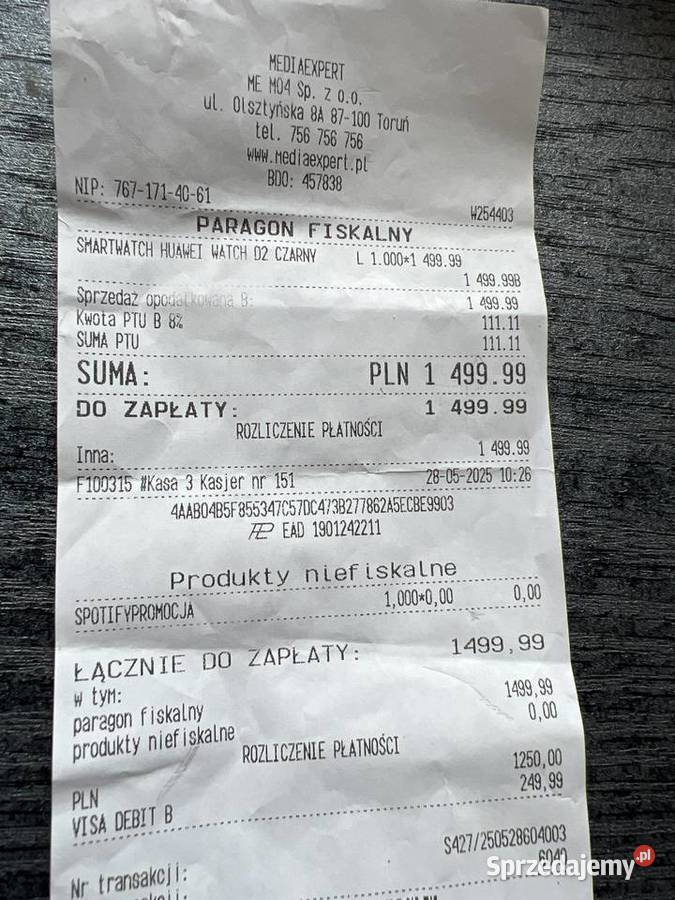 MEDIAEXPERT
ME M04 Sp. z o.o.
ul. Olsztyńska 8A 87-100 Toruń
tel. 756 756 756
www.mediaexpert.pl
BDO: 457838
NIP: 767-171-40-61
W254403
PARAGON FISKALNY
SMARTWATCH HUAWEI WATCH D2 CZARNY L 1.000*1 499.99
1 499.99B
Sprzedaż opodatkowana B: 1 499.99
Kwota PTU B 8% 111.11
SUMA PTU 111.11
SUMA: PLN 1 499.99
DO ZAPŁATY: 1 499.99
ROZLICZENIE PŁATNOŚCI
Inna: 1 499.99
F100315 #Kasa 3 Kasjer nr 151 28-05-2025 10:26
4AAB04B5F855347C57DC473B277862A5ECBE9903
EAD 1901242211
Produkty niefiskalne
SPOTIFYPROMOCJA 1,000*0,00 0,00
ŁĄCZNIE DO ZAPŁATY: 1499,99
w tym:
paragon fiskalny 1499,99
produkty niefiskalne 0,00
ROZLICZENIE PŁATNOŚCI
PLN 1250,00
VISA DEBIT B 249,99
Nr transakcji: S427/250528604003
Sprzedajemy.pl